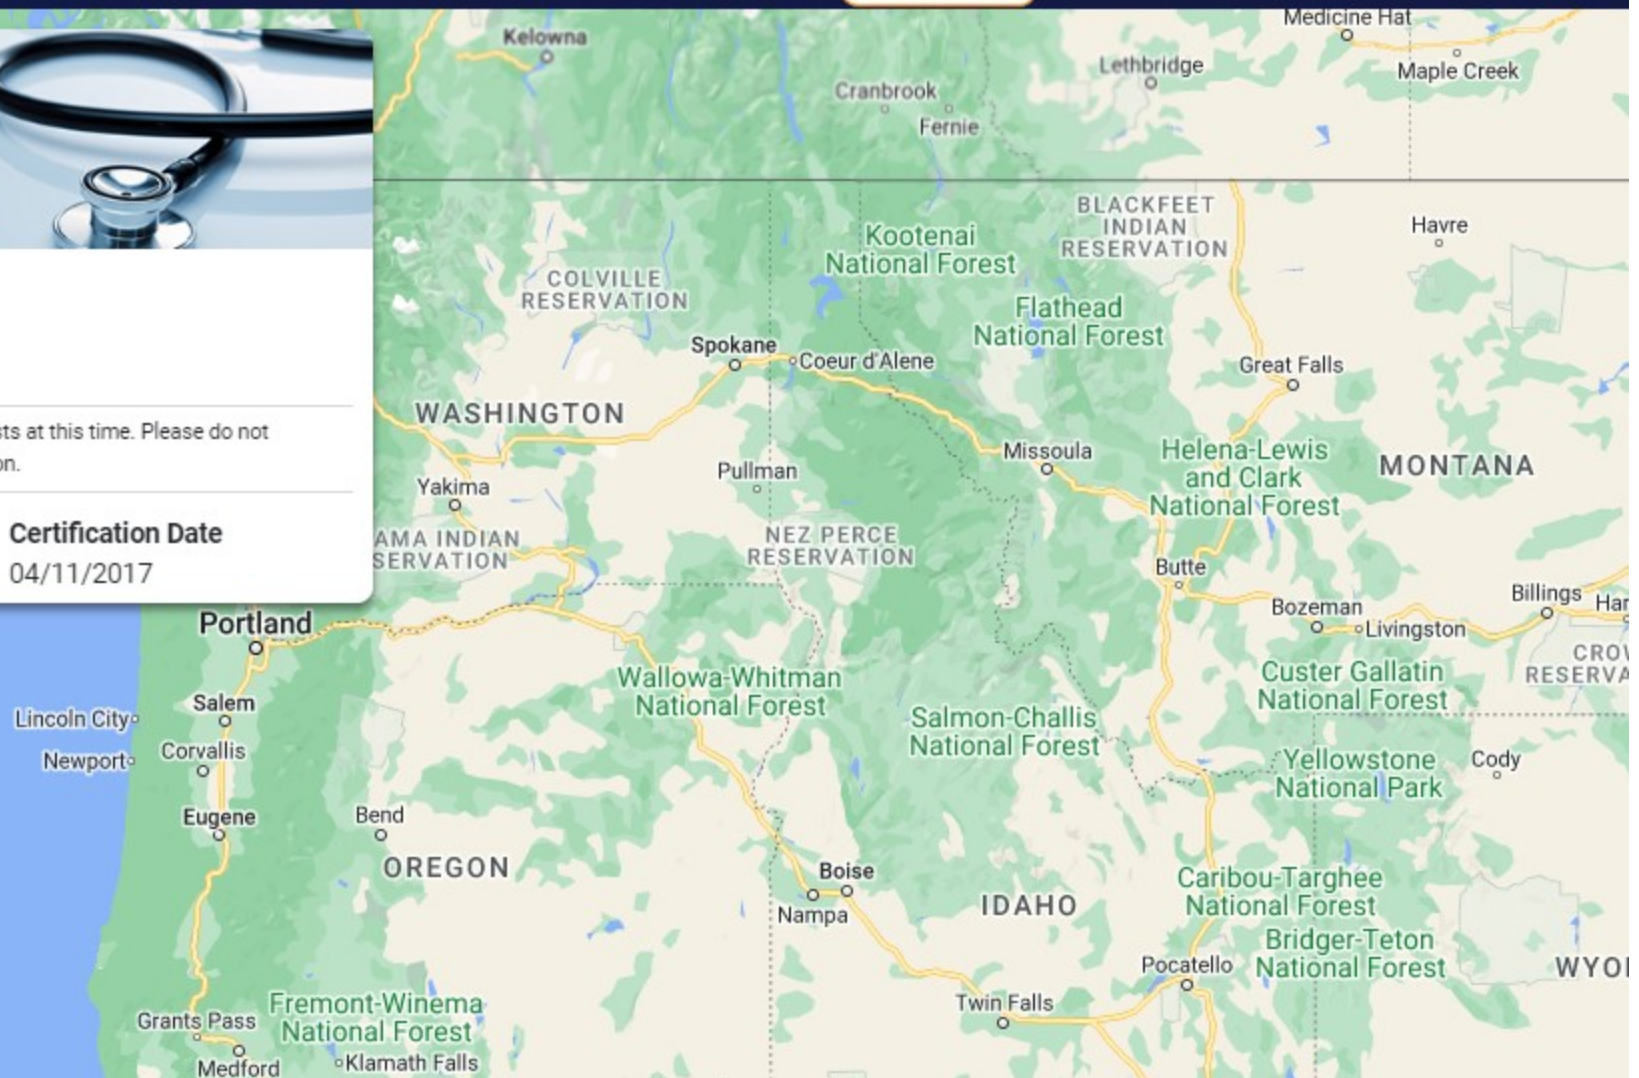 Kelowna
Medicine Hat
Lethbridge
Maple Creek
Cranbrook
Fernie
BLACKFEET
INDIAN
RESERVATION
Havre
Kootenai
National Forest
COLVILLE
RESERVATION
Flathead
National Forest
Spokane
Coeur d'Alene
Great Falls
WASHINGTON
sts at this time. Please do not
on.
Missoula
Helena-Lewis
and Clark
National Forest
MONTANA
Pullman
Yakima
Certification Date
04/11/2017
AMA INDIAN
SERVATION
NEZ PERCE
RESERVATION
Butte
Billings
Har
Bozeman
Livingston
Portland
CROW
RESERVA
Wallowa-Whitman
National Forest
Custer Gallatin
National Forest
Salem
Lincoln City
Salmon-Challis
National Forest
Corvallis
Newport
Yellowstone
National Park
Cody
Eugene
Bend
OREGON
Boise
Nampa
IDAHO
Caribou-Targhee
National Forest
Bridger-Teton
National Forest
WYO
Pocatello
Twin Falls
Fremont-Winema
National Forest
Grants Pass
Medford
Klamath Falls